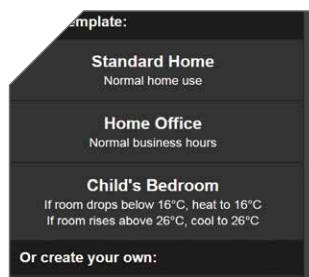 emplate:
Standard Home
Normal home use
Home Office
Normal business hours
Child's Bedroom
If room drops below 16°C, heat to 16°C
If room rises above 26°C, cool to 26°C
Or create your own: